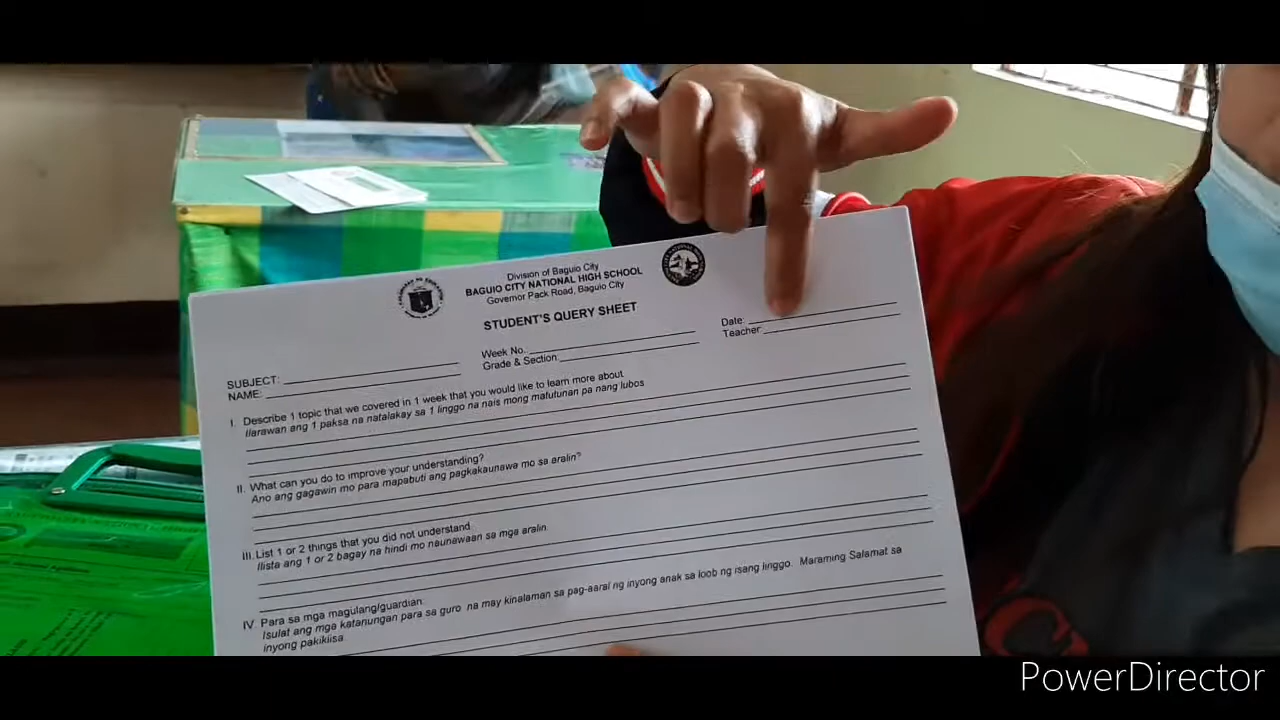 Division of Baguio City
BAGUIO CITY NATIONAL HIGH SCHOOL
Governor Pack Road, Baguio City
STUDENT'S QUERY SHEET
SUBJECT:
Week No.
Date:
NAME:
Grade & Section
Teacher
I. Describe 1 topic that we covered in 1 week that you would like to learn more about
Ilarawan ang 1 paksa na natalakay sa 1 linggo na nais mong matutunan pa nang lubos
II. What can you do to improve your understanding?
Ano ang gagawin mo para mapabuti ang pagkakaunawa mo sa aralin?
III. List 1 or 2 things that you did not understand.
Ilista ang 1 or 2 bagay na hindi mo naunawaan sa mga aralin.
IV. Para sa mga magulang/guardian:
Isulat ang mga katanungan para sa guro na may kinalaman sa pag-aaral ng inyong anak sa loob ng isang linggo. Maraming Salamat sa
inyong pakikiisa.
PowerDirector